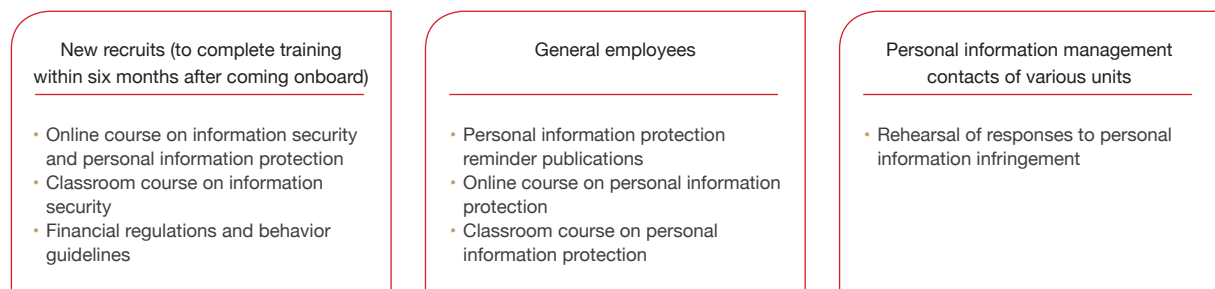 New recruits (to complete training
within six months after coming onboard)
• Online course on information security
and personal information protection
• Classroom course on information
security
• Financial regulations and behavior
guidelines
General employees
• Personal information protection
reminder publications
• Online course on personal information
protection
• Classroom course on personal
information protection
Personal information management
contacts of various units
• Rehearsal of responses to personal
information infringement